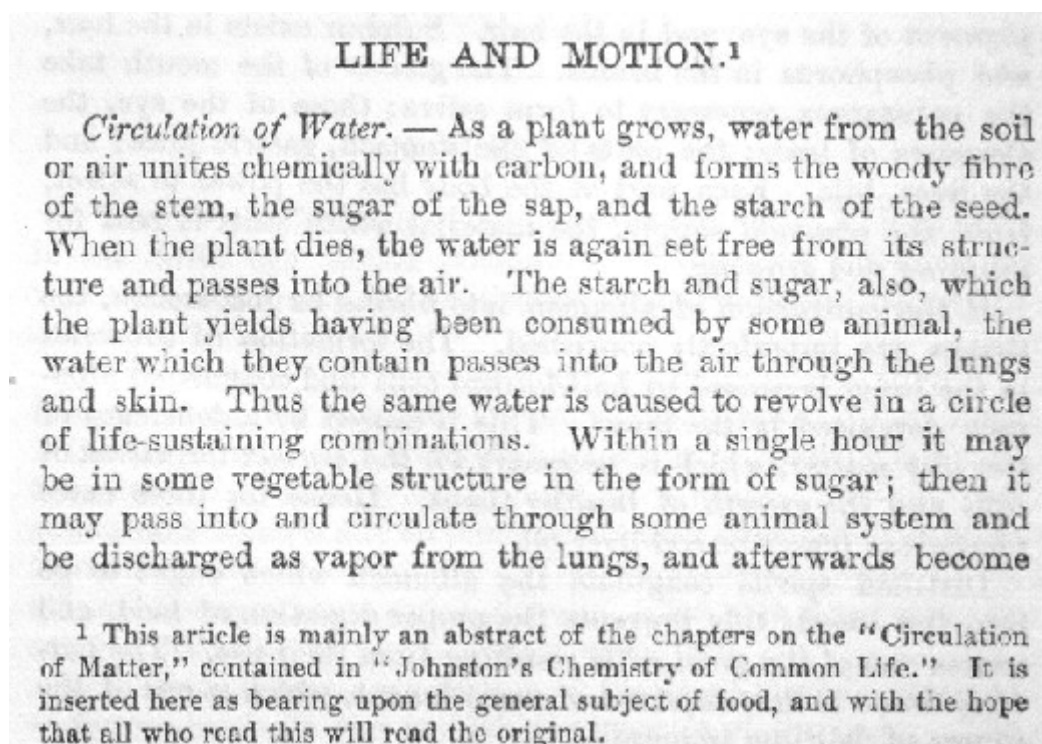 LIFE AND MOTION.¹
Circulation of Water. — As a plant grows, water from the soil
or air unites chemically with carbon, and forms the woody fibre
of the stem, the sugar of the sap, and the starch of the seed.
When the plant dies, the water is again set free from its struc-
ture and passes into the air. The starch and sugar, also, which
the plant yields having been consumed by some animal, the
water which they contain passes into the air through the lungs
and skin. Thus the same water is caused to revolve in a circle
of life-sustaining combinations. Within a single hour it may
be in some vegetable structure in the form of sugar; then it
may pass into and circulate through some animal system and
be discharged as vapor from the lungs, and afterwards become
¹ This article is mainly an abstract of the chapters on the "Circulation
of Matter," contained in "Johnston's Chemistry of Common Life." It is
inserted here as bearing upon the general subject of food, and with the hope
that all who read this will read the original.